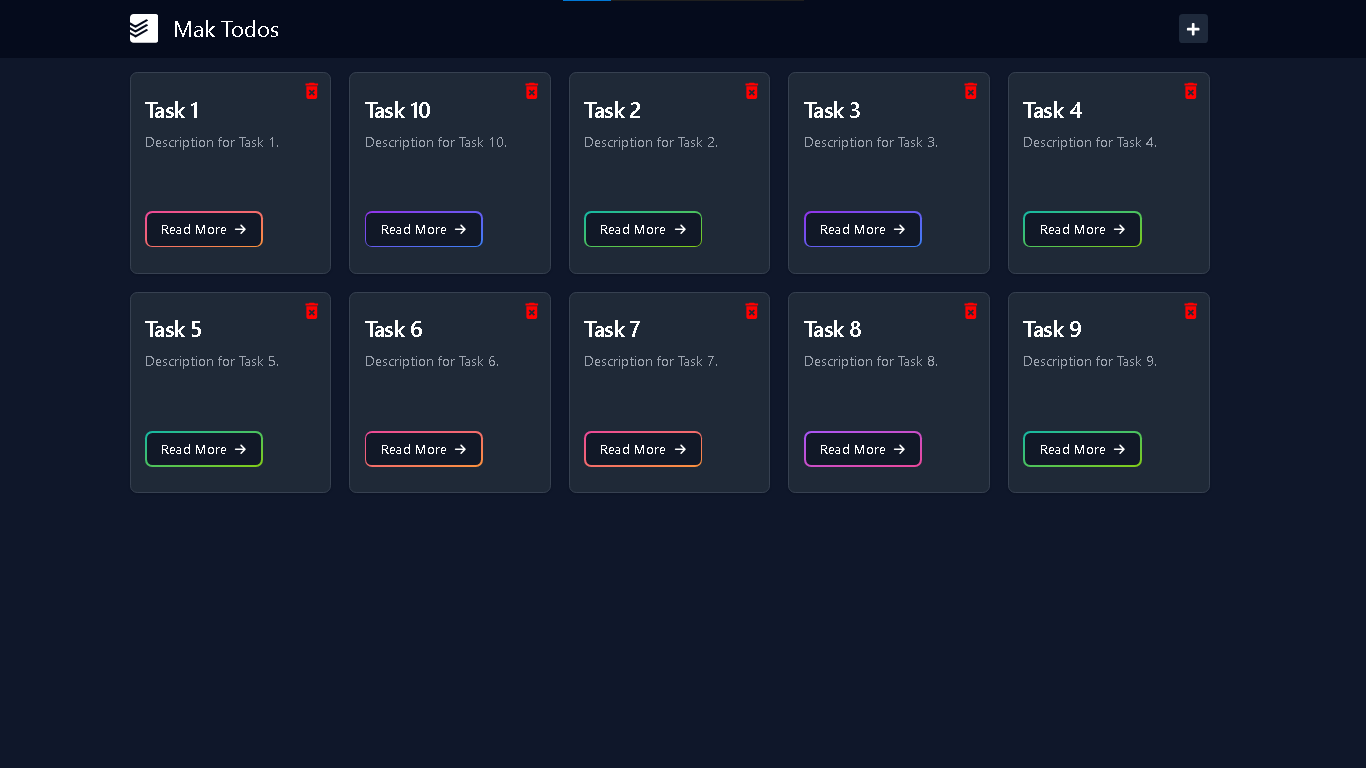 Mak Todos
Task 1
Description for Task 1.
Read More
Task 10
Description for Task 10.
Read More
Task 2
Description for Task 2.
Read More
Task 3
Description for Task 3.
Read More
Task 4
Description for Task 4.
Read More
Task 5
Description for Task 5.
Read More
Task 6
Description for Task 6.
Read More
Task 7
Description for Task 7.
Read More
Task 8
Description for Task 8.
Read More
Task 9
Description for Task 9.
Read More